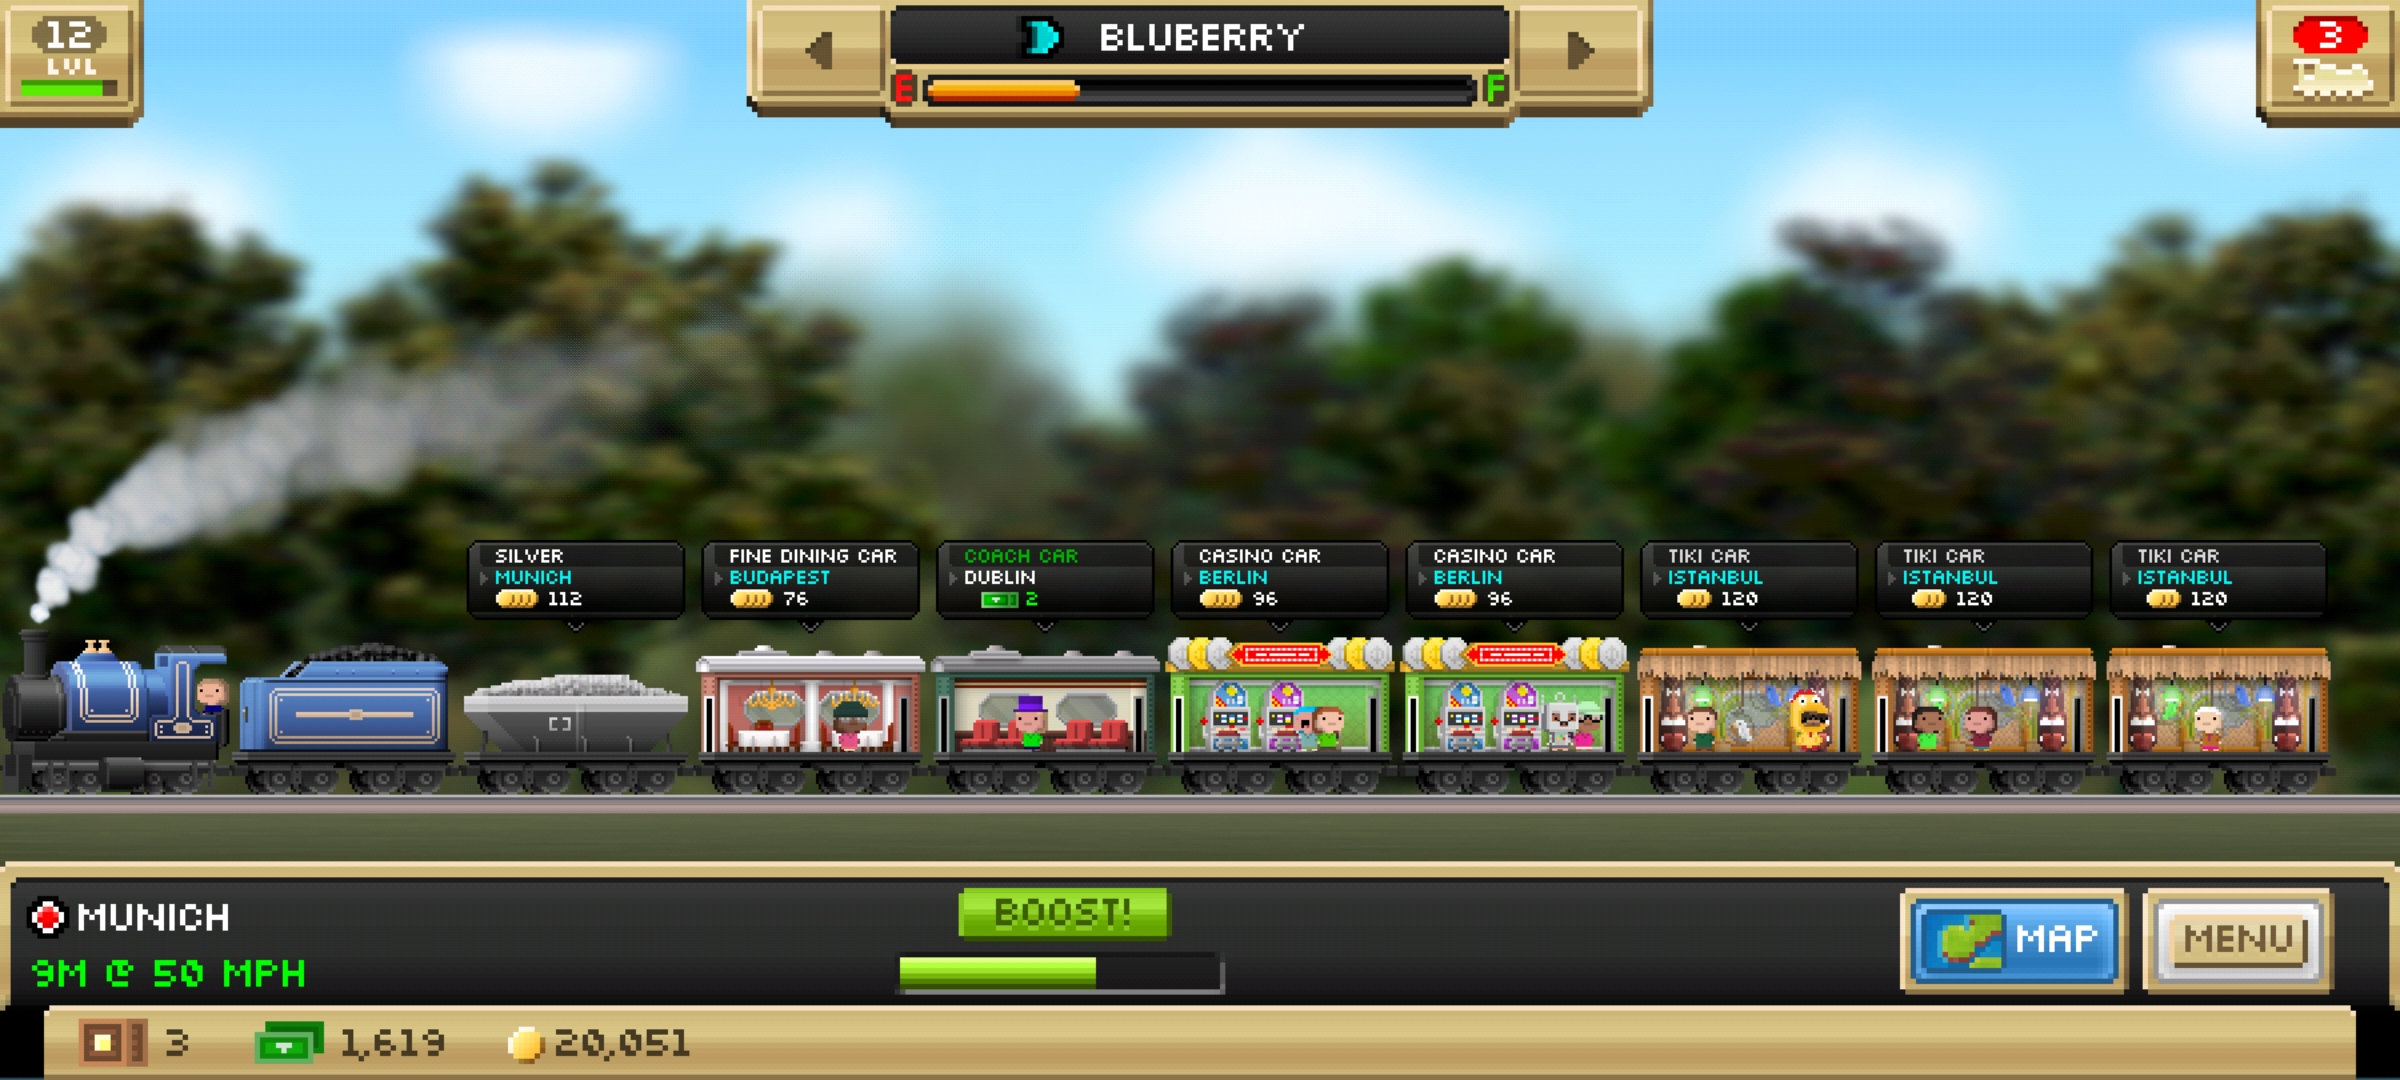 12
LVL
BLUBERRY
E F
3
SILVER
MUNICH
112
FINE DINING CAR
BUDAPEST
76
COACH CAR
DUBLIN
2
CASINO CAR
BERLIN
96
CASINO CAR
BERLIN
96
TIKI CAR
ISTANBUL
120
TIKI CAR
ISTANBUL
120
TIKI CAR
ISTANBUL
120
MUNICH
9M @ 50 MPH
BOOST!
MAP
MENU
3 1,619 20,051